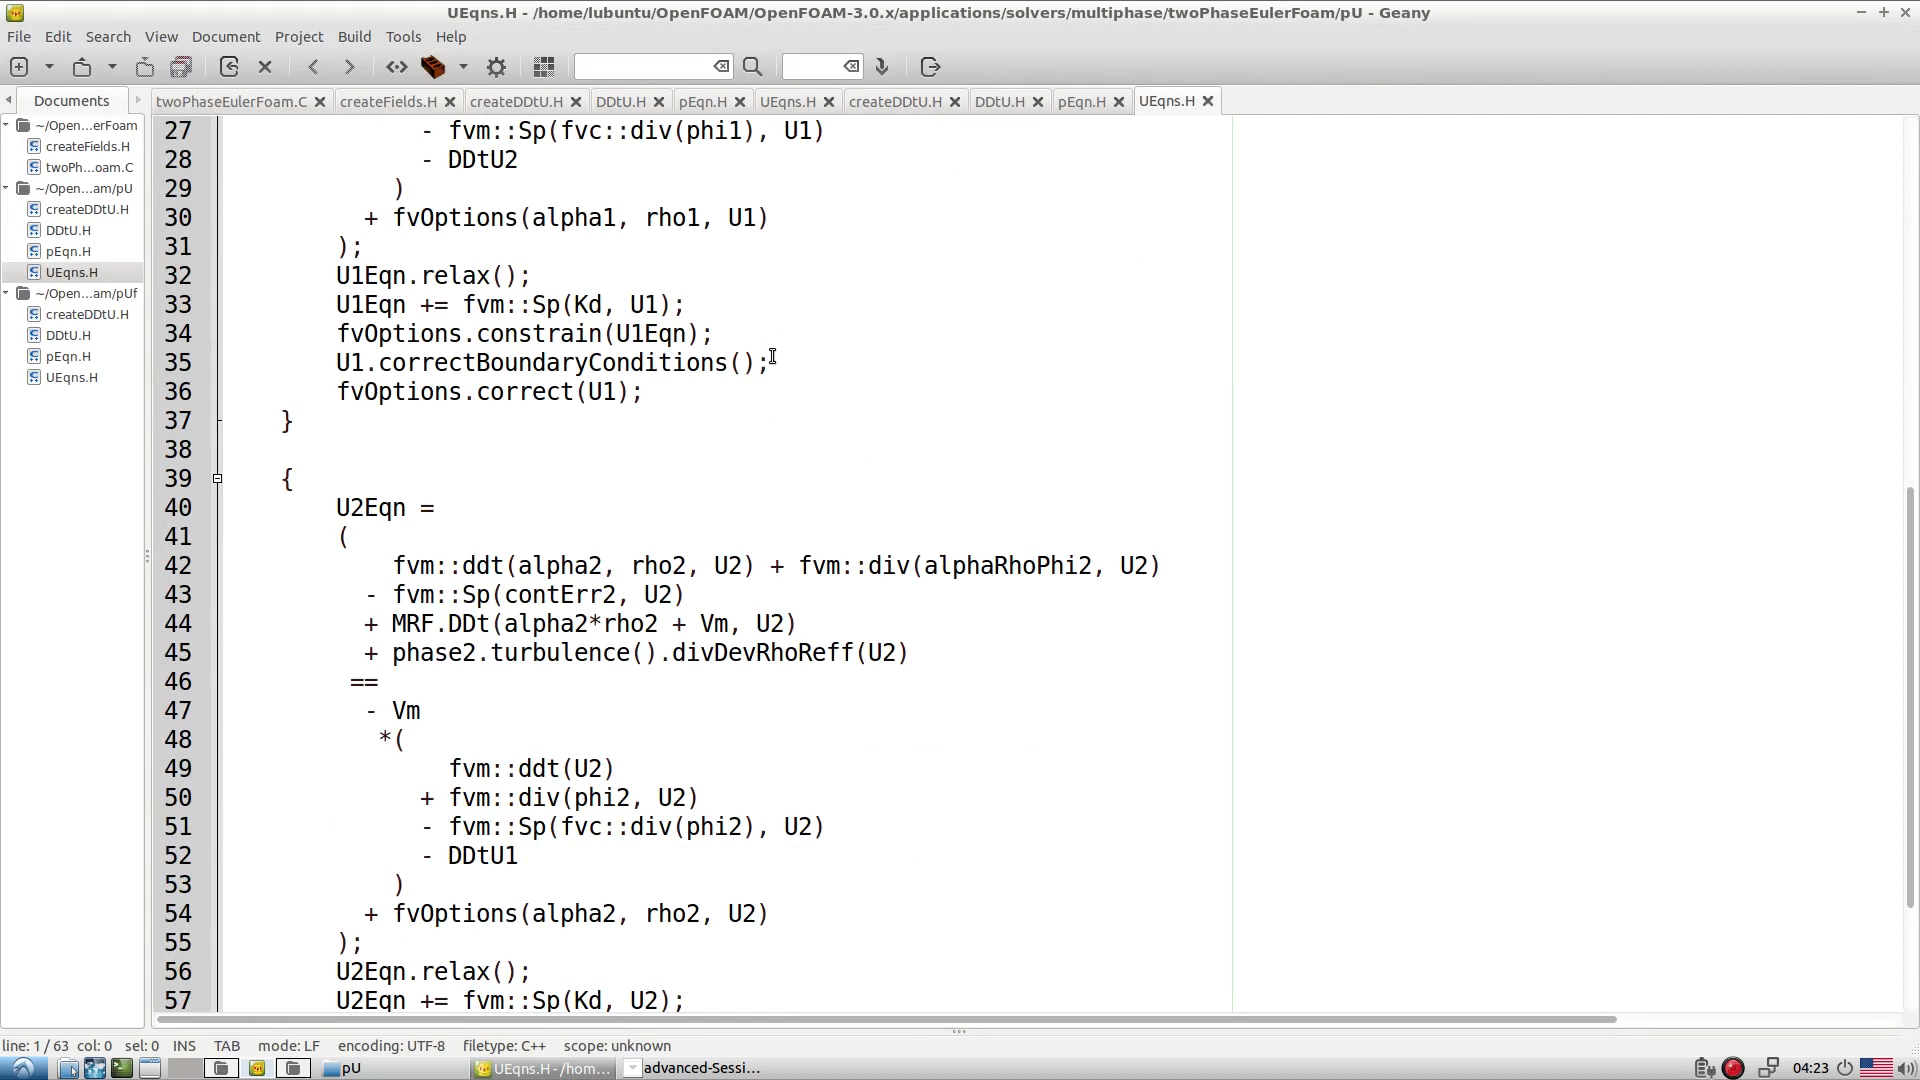 UEqns.H - /home/lubuntu/OpenFOAM/OpenFOAM-3.0.x/applications/solvers/multiphase/twoPhaseEulerFoam/pU - Geany
File Edit Search View Document Project Build Tools Help
Documents twoPhaseEulerFoam.C createFields.H createDDtU.H DDtU.H pEqn.H UEqns.H createDDtU.H DDtU.H pEqn.H UEqns.H
~/Open...erFoam
createFields.H
twoPh...oam.C
~/Open...am/pU
createDDtU.H
DDtU.H
pEqn.H
UEqns.H
~/Open...am/pUf
createDDtU.H
DDtU.H
pEqn.H
UEqns.H
27 - fvm::Sp(fvc::div(phi1), U1)
28 - DDtU2
29 )
30 + fvOptions(alpha1, rho1, U1)
31 );
32 U1Eqn.relax();
33 U1Eqn += fvm::Sp(Kd, U1);
34 fvOptions.constrain(U1Eqn);
35 U1.correctBoundaryConditions();
36 fvOptions.correct(U1);
37 }
38
39 {
40 U2Eqn =
41 (
42 fvm::ddt(alpha2, rho2, U2) + fvm::div(alphaRhoPhi2, U2)
43 - fvm::Sp(contErr2, U2)
44 + MRF.DDt(alpha2*rho2 + Vm, U2)
45 + phase2.turbulence().divDevRhoReff(U2)
46 ==
47 - Vm
48 *(
49 fvm::ddt(U2)
50 + fvm::div(phi2, U2)
51 - fvm::Sp(fvc::div(phi2), U2)
52 - DDtU1
53 )
54 + fvOptions(alpha2, rho2, U2)
55 );
56 U2Eqn.relax();
57 U2Eqn += fvm::Sp(Kd, U2);
line: 1 / 63 col: 0 sel: 0 INS TAB mode: LF encoding: UTF-8 filetype: C++ scope: unknown
pU UEqns.H - /hom... advanced-Sessi... 04:23